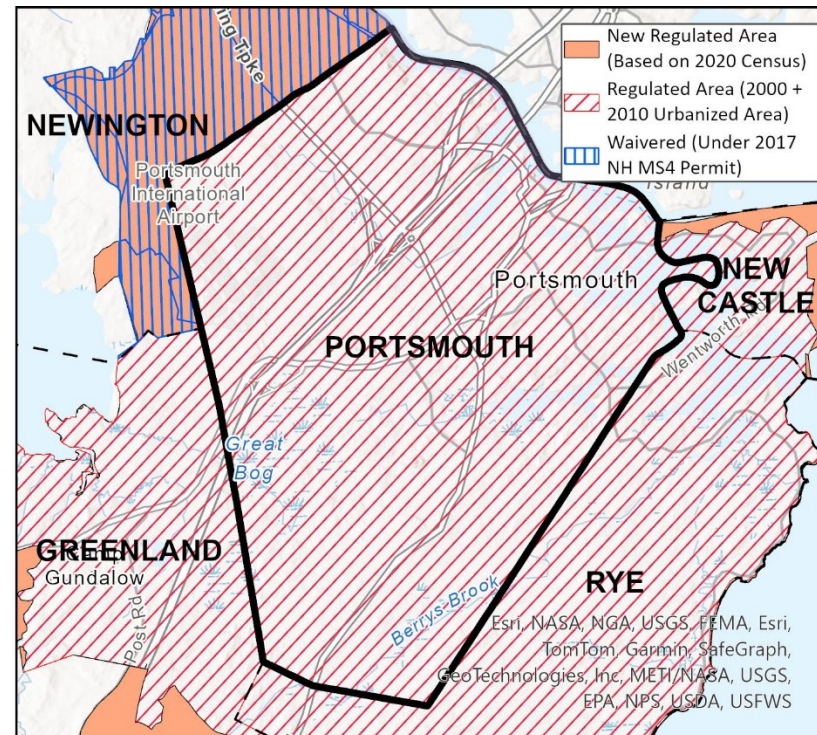 New Regulated Area
(Based on 2020 Census)
Regulated Area (2000 +
2010 Urbanized Area)
Waivered (Under 2017
NH MS4 Permit)
ng Tpke
NEWINGTON
Portsmouth
International
Airport
Island
Portsmouth
NEW
CASTLE
PORTSMOUTH
Wentworth Rd
Great
Bog
GREENLAND
Gundalow
Post Rd
Berrys Brook
RYE
Esri, NASA, NGA, USGS, FEMA, Esri,
TomTom, Garmin, SafeGraph,
GeoTechnologies, Inc, METI/NASA, USGS,
EPA, NPS, USDA, USFWS